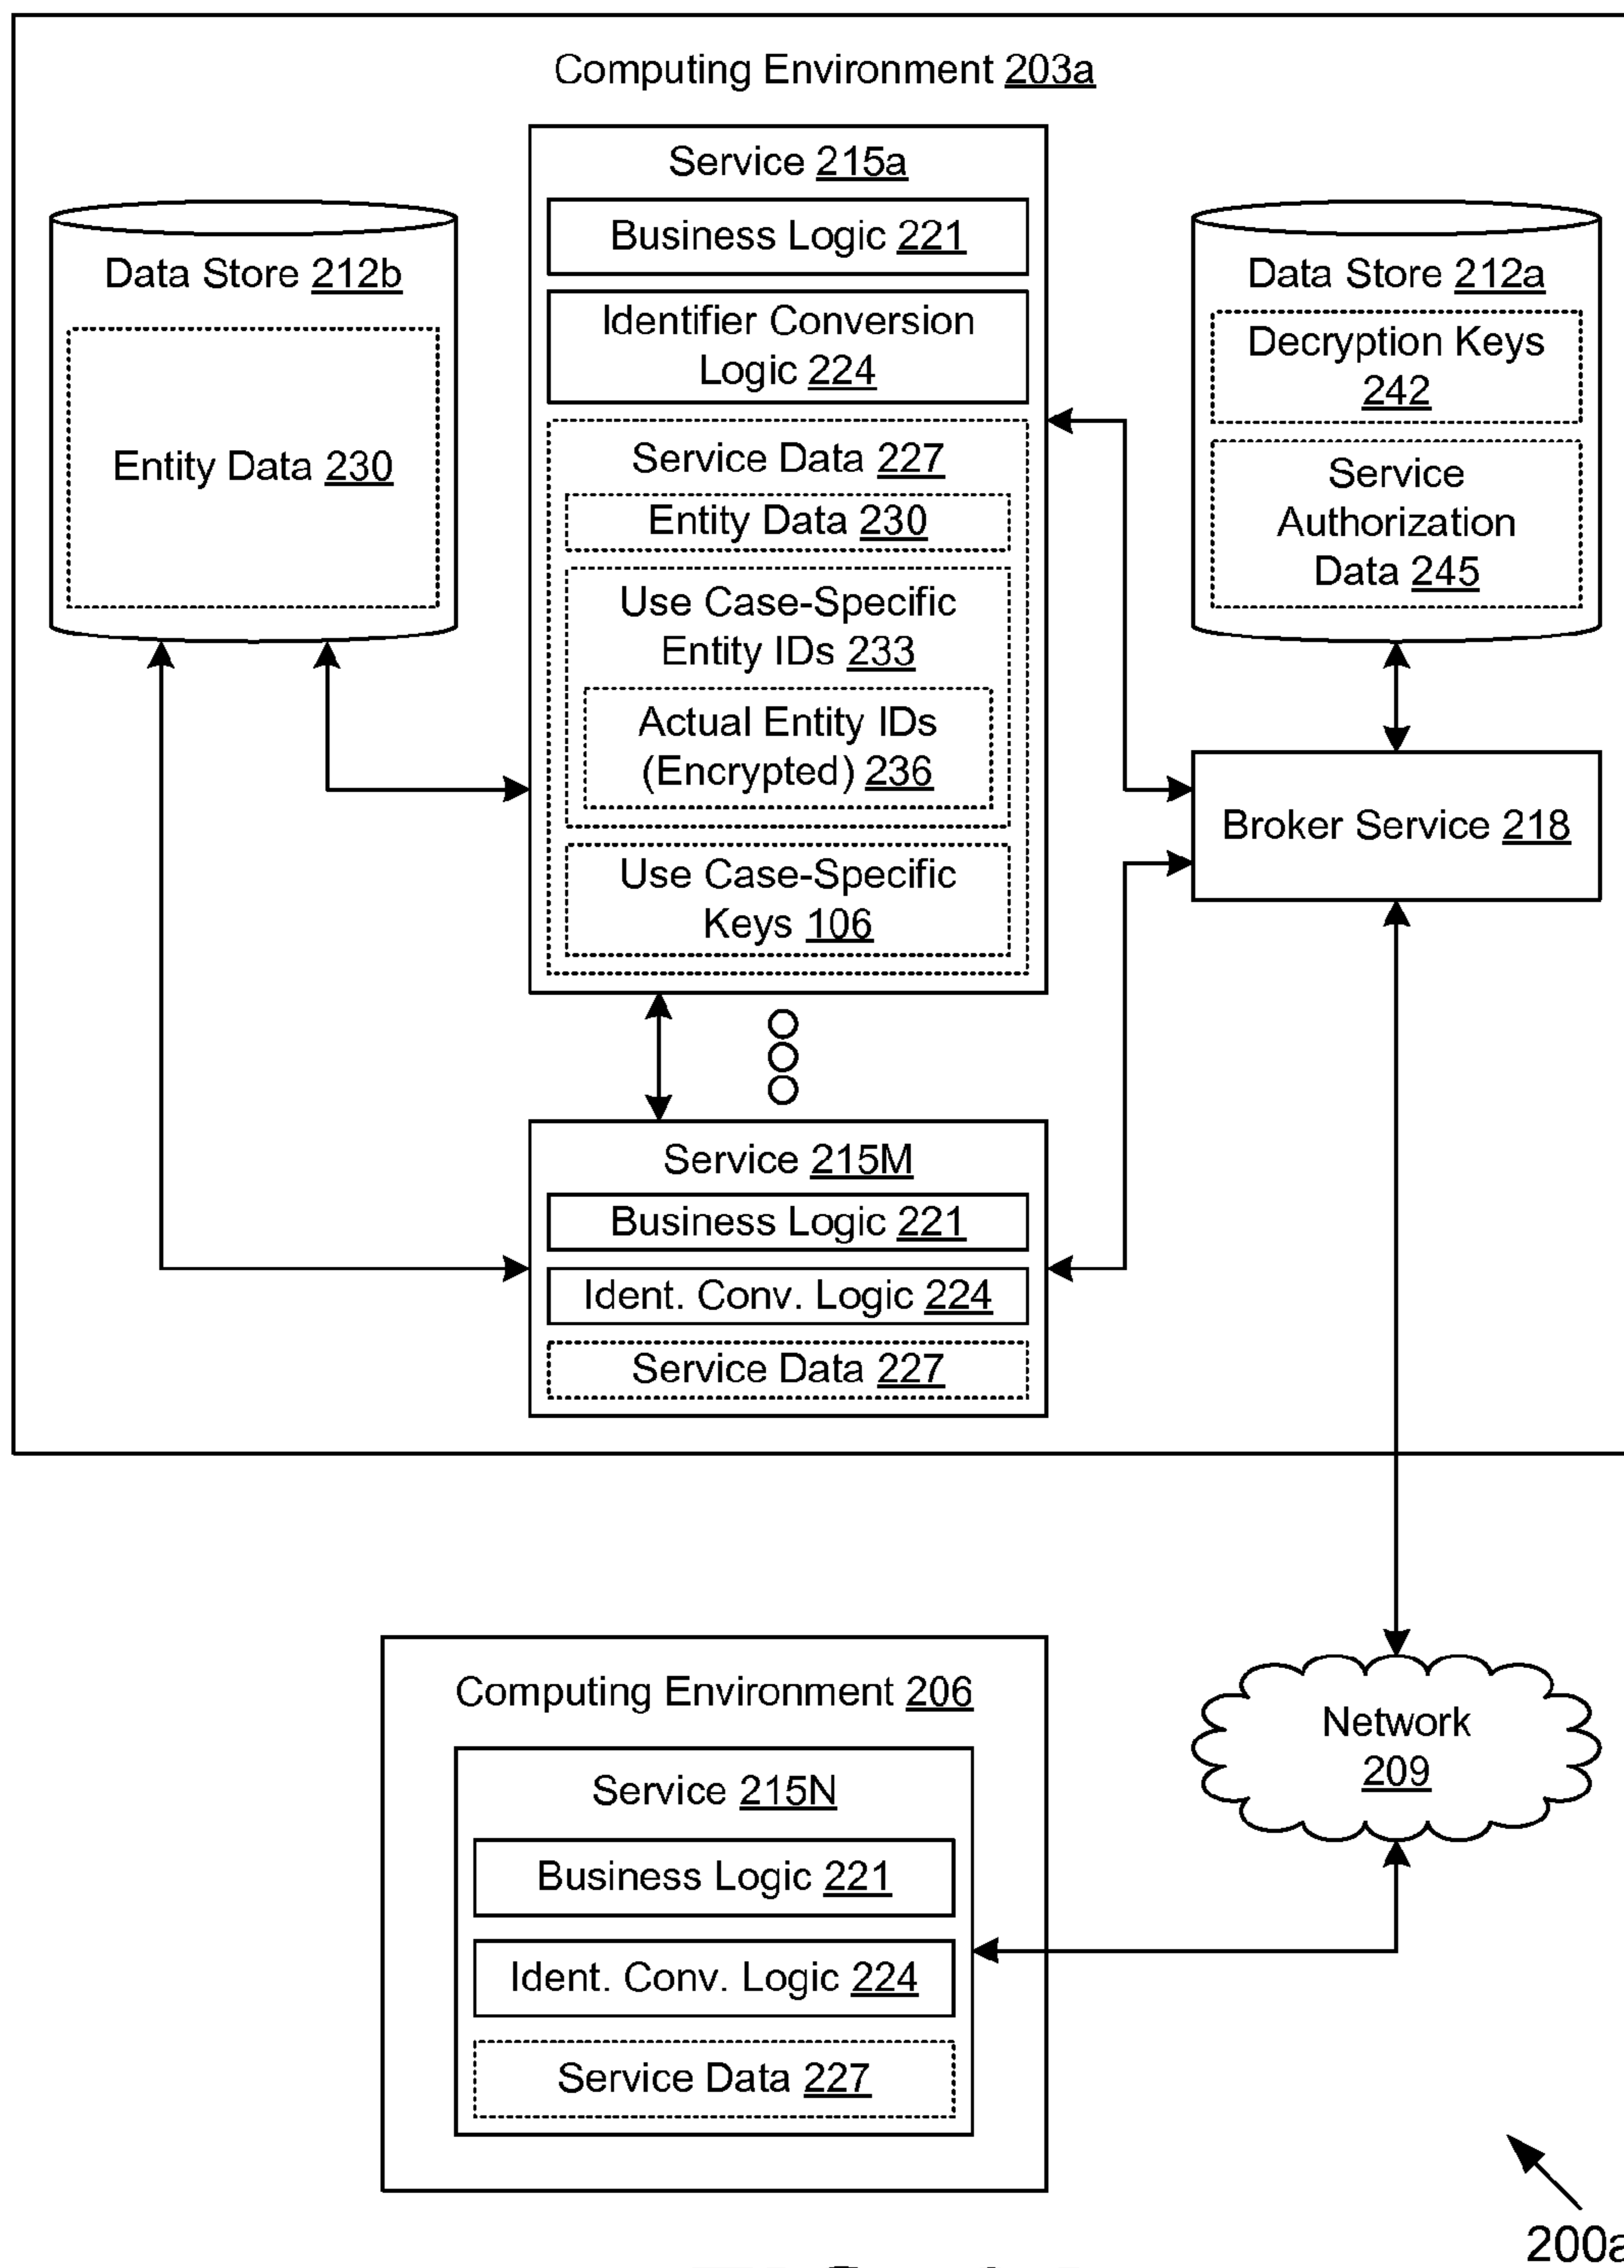 Computing Environment 203a
Service 215a
Business Logic 221
Identifier Conversion
Logic 224
Service Data 227
Entity Data 230
Use Case-Specific
Entity IDs 233
Actual Entity IDs
(Encrypted) 236
Use Case-Specific
Keys 106
Data Store 212b
Entity Data 230
Data Store 212a
Decryption Keys
242
Service
Authorization
Data 245
Broker Service 218
Service 215M
Business Logic 221
Ident. Conv. Logic 224
Service Data 227
Computing Environment 206
Service 215N
Business Logic 221
Ident. Conv. Logic 224
Service Data 227
Network
209
200a